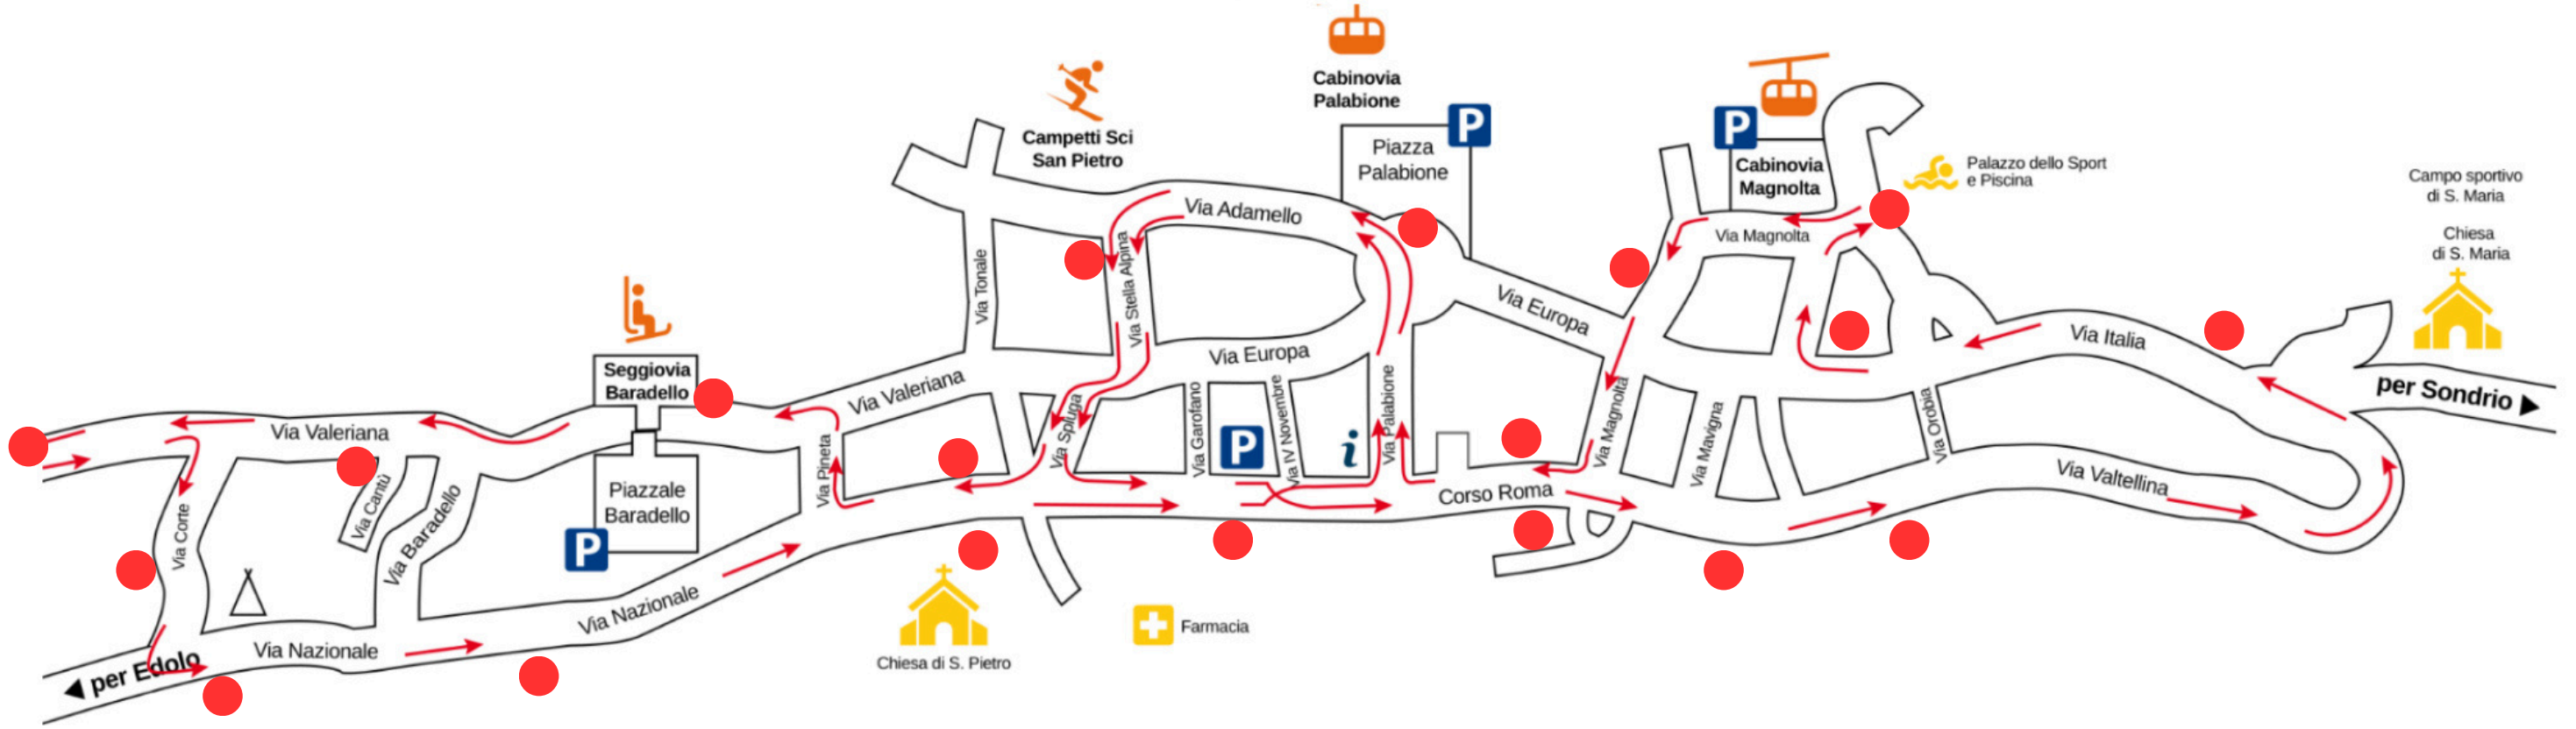 Cabinovia
Palabione
P
Piazza
Palabione
Campetti Sci
San Pietro
P
Cabinovia
Magnolta
Palazzo dello Sport
e Piscina
Campo sportivo
di S. Maria
Chiesa
di S. Maria
Via Adamello
Via Magnolta
Via Stella Alpina
Via Tonale
Via Europa
Via Europa
Via Italia
per Sondrio
Seggiovia
Baradello
Via Valeriana
Via Valeriana
Via Spluga
Via Garofano
P
Via IV Novembre
i
Via Palabione
Via Magnolta
Via Mavigna
Via Orobia
Via Pineta
Corso Roma
Via Valtellina
Via Corte
Via Cantù
Via Baradello
Piazzale
Baradello
P
Via Nazionale
Via Nazionale
per Edolo
Chiesa di S. Pietro
Farmacia